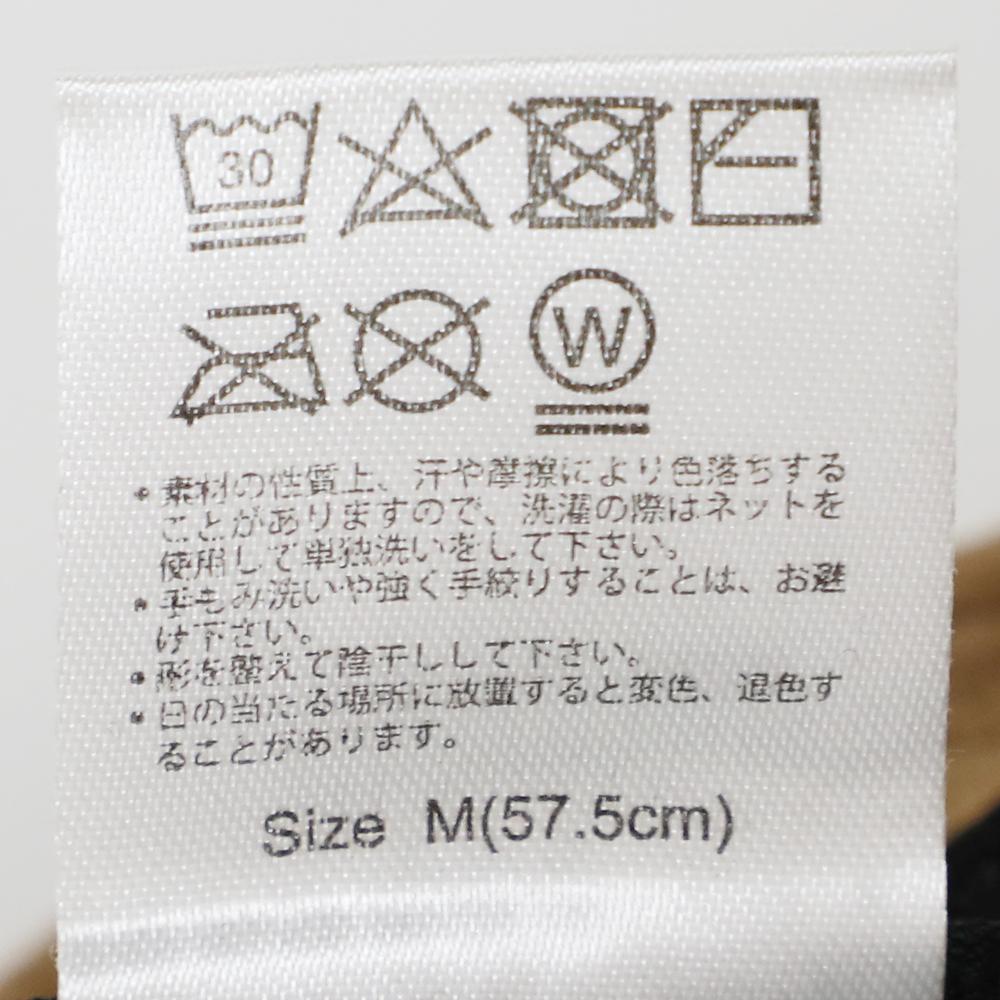 30
W
• 素材の性質上、汗や摩擦により色落ちする
ことがありますので、洗濯の際はネットを
使用して単独洗いをして下さい。
• 手もみ洗いや強く手絞りすることは、お避
け下さい。
• 形を整えて陰干しして下さい。
• 日の当たる場所に放置すると変色、退色す
ることがあります。
Size M(57.5cm)